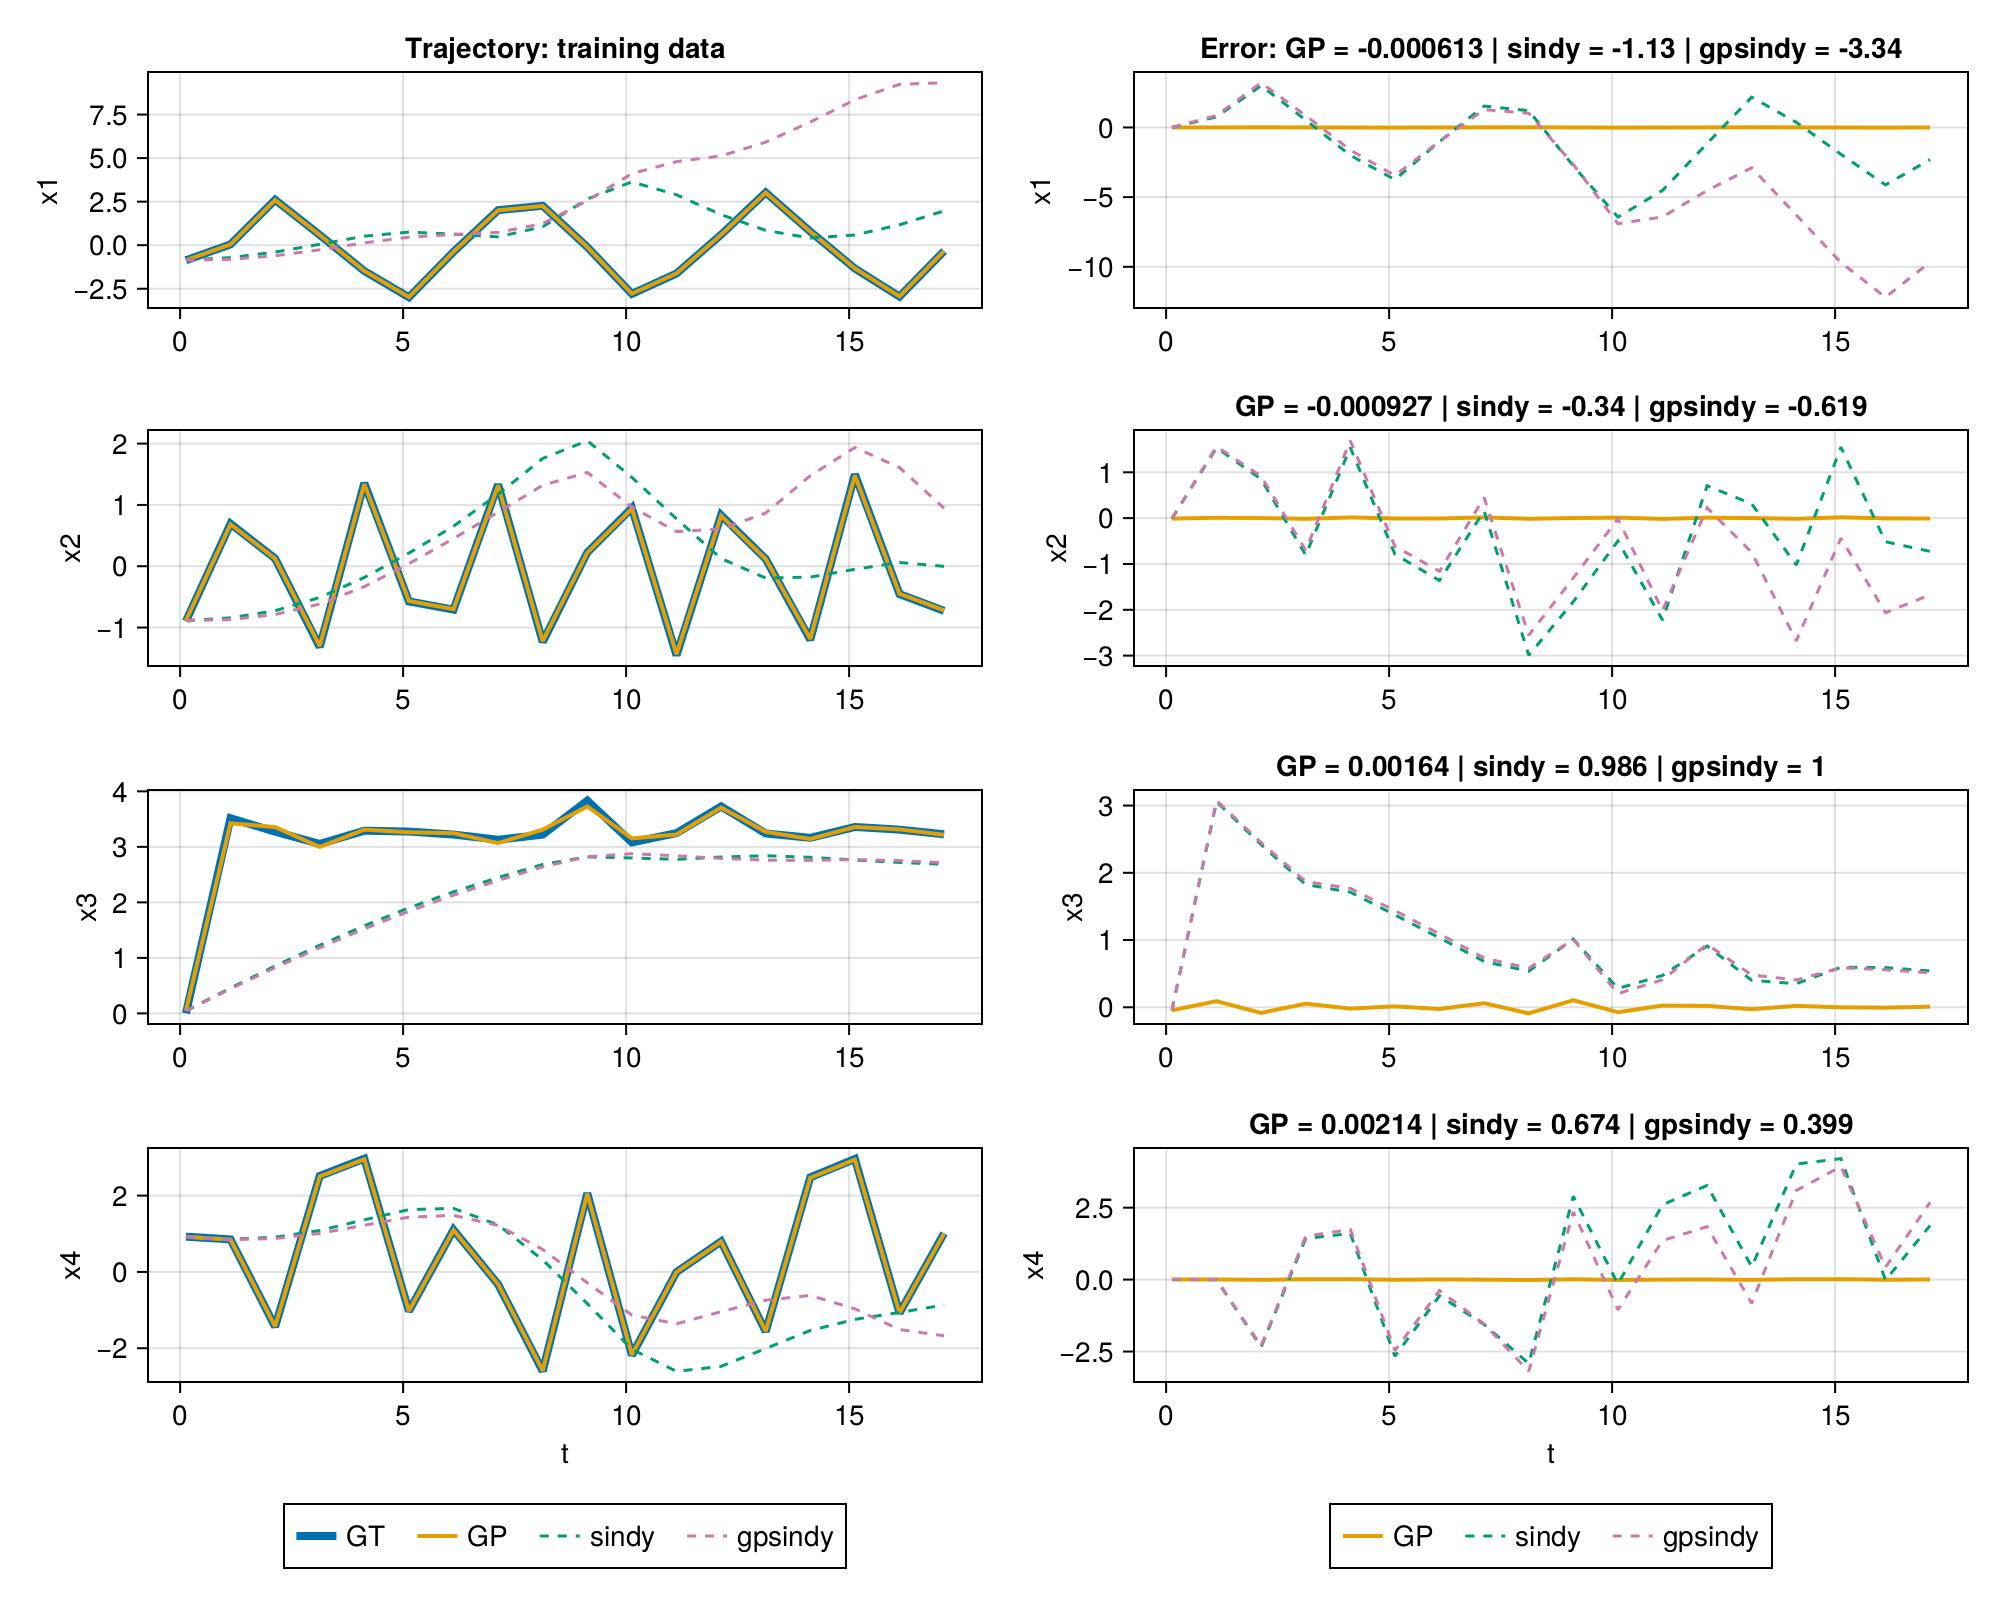 Trajectory: training data
x1
7.5
5.0
2.5
0.0
−2.5
0 5 10 15
Error: GP = -0.000613 | sindy = -1.13 | gpsindy = -3.34
x1
0
−5
−10
0 5 10 15
x2
2
1
0
−1
0 5 10 15
GP = -0.000927 | sindy = -0.34 | gpsindy = -0.619
x2
1
0
−1
−2
−3
0 5 10 15
x3
4
3
2
1
0
0 5 10 15
GP = 0.00164 | sindy = 0.986 | gpsindy = 1
x3
3
2
1
0
0 5 10 15
x4
2
0
−2
0 5 10 15
t
GP = 0.00214 | sindy = 0.674 | gpsindy = 0.399
x4
2.5
0.0
−2.5
0 5 10 15
t
GT GP sindy gpsindy
GP sindy gpsindy